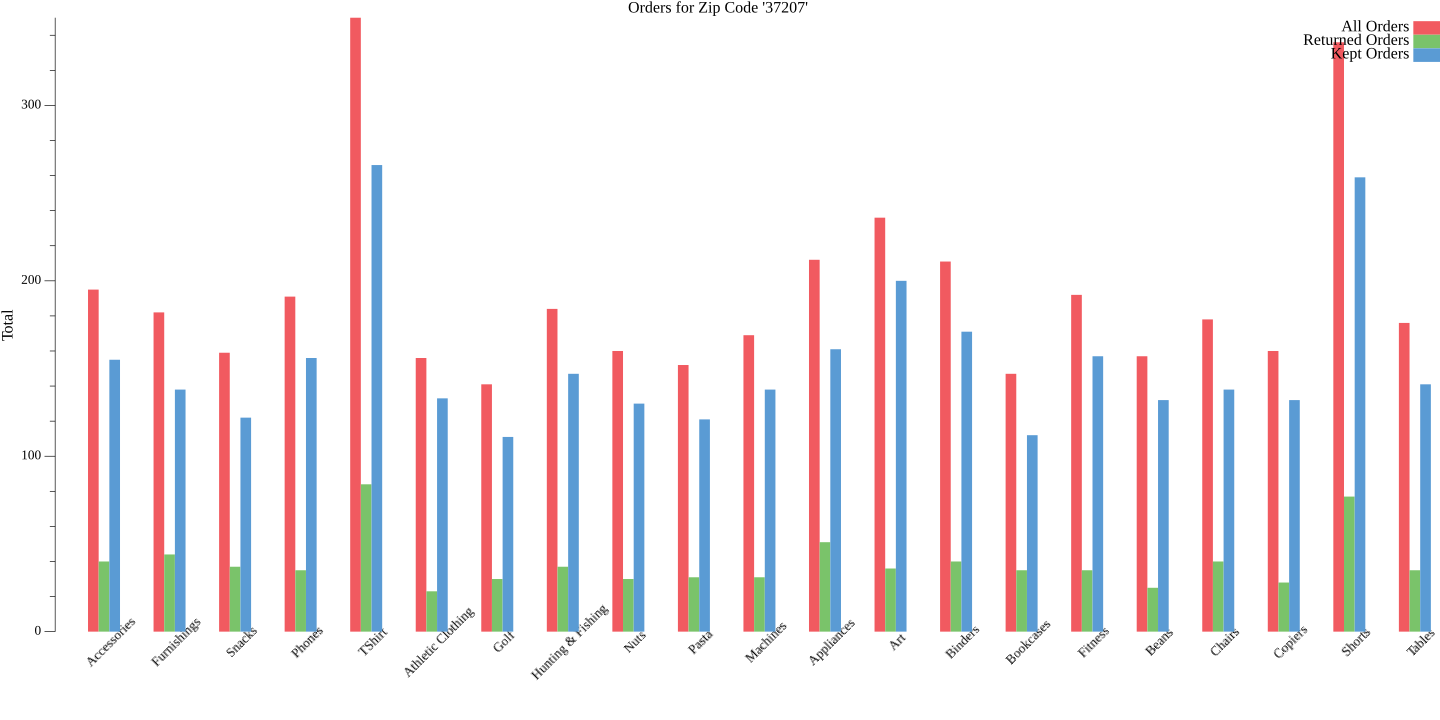 Orders for Zip Code '37207'
All Orders
Returned Orders
Kept Orders
Total
300
200
100
0
Accessories
Furnishings
Snacks
Phones
TShirt
Athletic Clothing
Golf
Hunting & Fishing
Nuts
Pasta
Machines
Appliances
Art
Binders
Bookcases
Fitness
Beans
Chairs
Copiers
Shorts
Tables